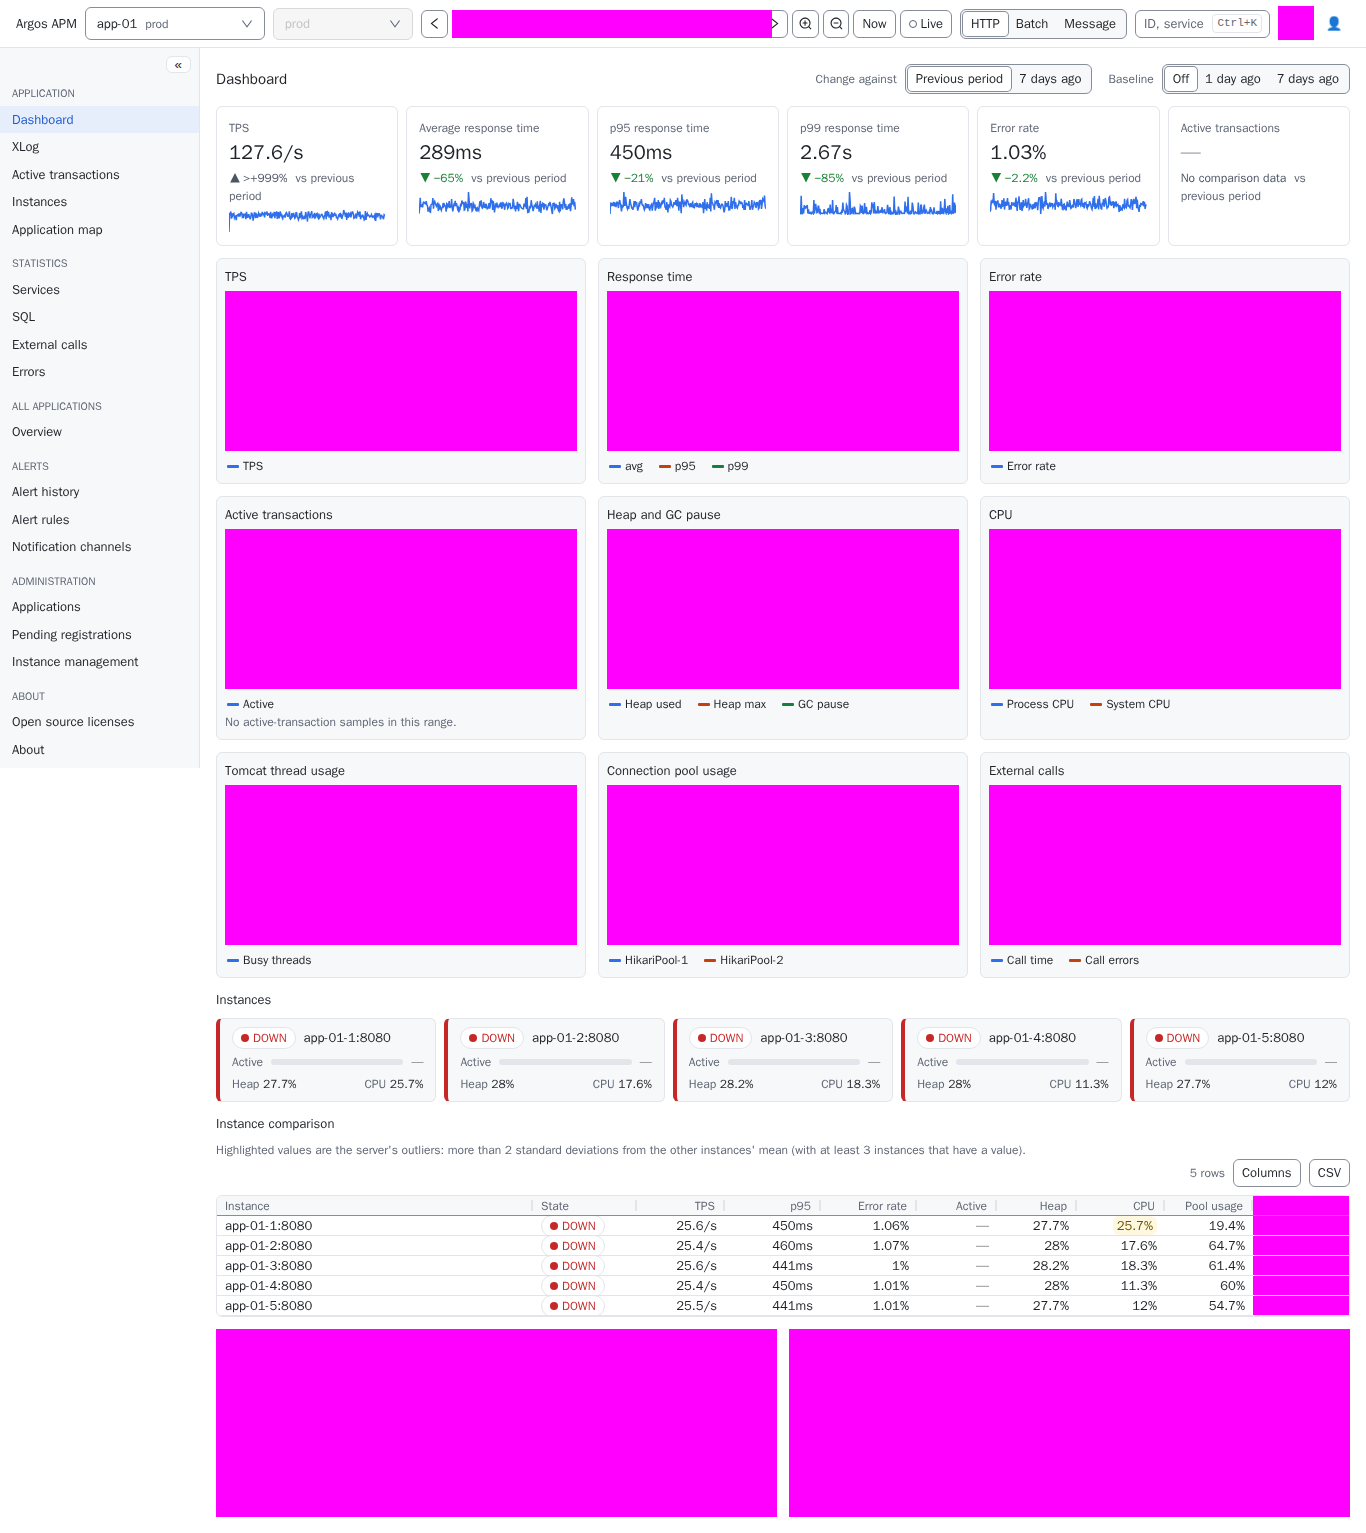 Argos APM app-01 prod prod Now Live HTTP Batch Message ID, service Ctrl+K
«
APPLICATION
Dashboard
XLog
Active transactions
Instances
Application map
STATISTICS
Services
SQL
External calls
Errors
ALL APPLICATIONS
Overview
ALERTS
Alert history
Alert rules
Notification channels
ADMINISTRATION
Applications
Pending registrations
Instance management
ABOUT
Open source licenses
About
Dashboard Change against Previous period 7 days ago Baseline Off 1 day ago 7 days ago
TPS
127.6/s
▲ >+999% vs previous
period
Average response time
289ms
▼ −65% vs previous period
p95 response time
450ms
▼ −21% vs previous period
p99 response time
2.67s
▼ −85% vs previous period
Error rate
1.03%
▼ −2.2% vs previous period
Active transactions
—
No comparison data vs
previous period
TPS
TPS
Response time
avg p95 p99
Error rate
Error rate
Active transactions
Active
No active-transaction samples in this range.
Heap and GC pause
Heap used Heap max GC pause
CPU
Process CPU System CPU
Tomcat thread usage
Busy threads
Connection pool usage
HikariPool-1 HikariPool-2
External calls
Call time Call errors
Instances
DOWN app-01-1:8080
Active —
Heap 27.7% CPU 25.7%
DOWN app-01-2:8080
Active —
Heap 28% CPU 17.6%
DOWN app-01-3:8080
Active —
Heap 28.2% CPU 18.3%
DOWN app-01-4:8080
Active —
Heap 28% CPU 11.3%
DOWN app-01-5:8080
Active —
Heap 27.7% CPU 12%
Instance comparison
Highlighted values are the server's outliers: more than 2 standard deviations from the other instances' mean (with at least 3 instances that have a value).
5 rows Columns CSV
Instance State TPS p95 Error rate Active Heap CPU Pool usage
app-01-1:8080 DOWN 25.6/s 450ms 1.06% — 27.7% 25.7% 19.4%
app-01-2:8080 DOWN 25.4/s 460ms 1.07% — 28% 17.6% 64.7%
app-01-3:8080 DOWN 25.6/s 441ms 1% — 28.2% 18.3% 61.4%
app-01-4:8080 DOWN 25.4/s 450ms 1.01% — 28% 11.3% 60%
app-01-5:8080 DOWN 25.5/s 441ms 1.01% — 27.7% 12% 54.7%